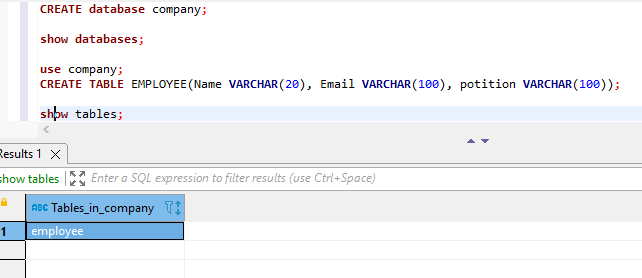 CREATE database company;
show databases;
use company;
CREATE TABLE EMPLOYEE(Name VARCHAR(20), Email VARCHAR(100), potition VARCHAR(100));
show tables;
Results 1
show tables
Enter a SQL expression to filter results (use Ctrl+Space)
ABC Tables_in_company
1 employee